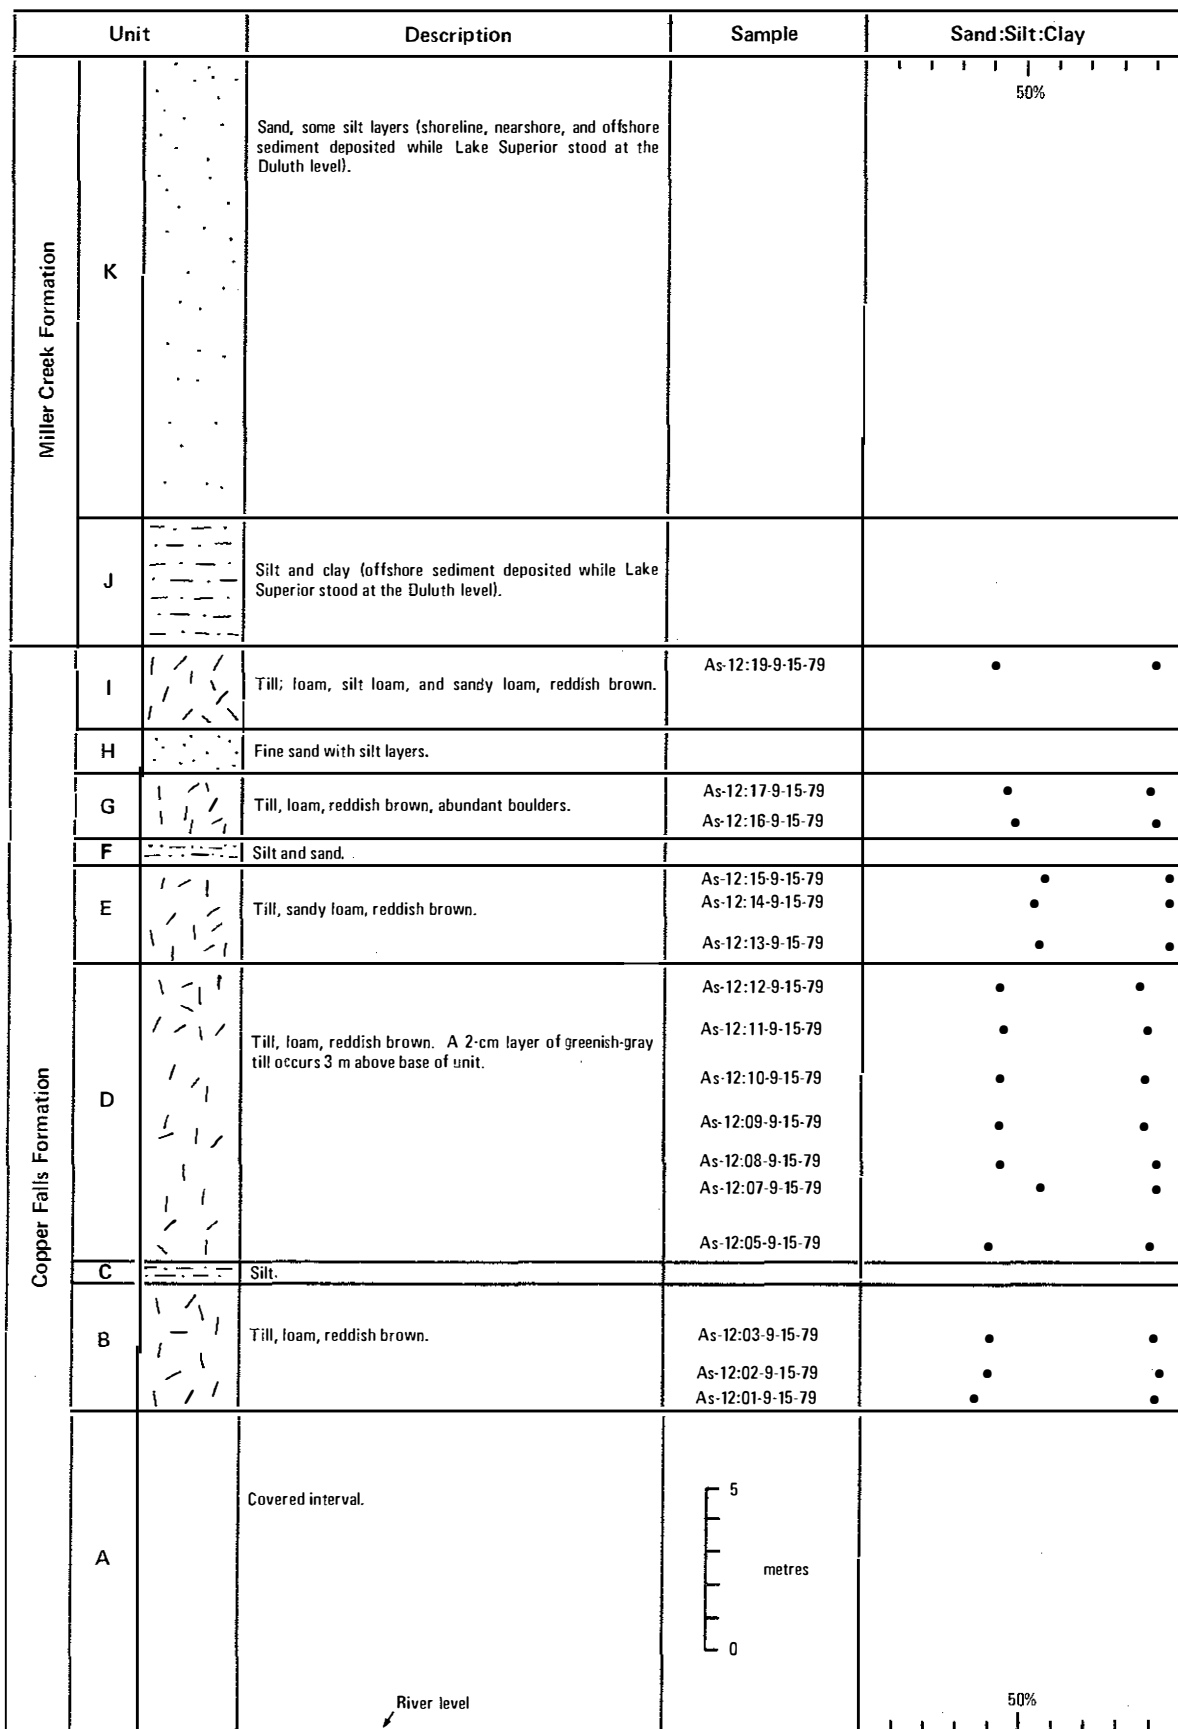 Unit Description Sample Sand:Silt:Clay
50%
Miller Creek Formation
K
Sand, some silt layers (shoreline, nearshore, and offshore
sediment deposited while Lake Superior stood at the
Duluth level).
J
Silt and clay (offshore sediment deposited while Lake
Superior stood at the Duluth level).
Copper Falls Formation
I
Till; loam, silt loam, and sandy loam, reddish brown.
As-12:19-9-15-79
H
Fine sand with silt layers.
G
Till, loam, reddish brown, abundant boulders.
As-12:17-9-15-79
As-12:16-9-15-79
F
Silt and sand.
E
Till, sandy loam, reddish brown.
As-12:15-9-15-79
As-12:14-9-15-79
As-12:13-9-15-79
D
Till, loam, reddish brown. A 2-cm layer of greenish-gray
till occurs 3 m above base of unit.
As-12:12-9-15-79
As-12:11-9-15-79
As-12:10-9-15-79
As-12:09-9-15-79
As-12:08-9-15-79
As-12:07-9-15-79
As-12:05-9-15-79
C
Silt.
B
Till, loam, reddish brown.
As-12:03-9-15-79
As-12:02-9-15-79
As-12:01-9-15-79
A
Covered interval.
5
metres
0
River level
50%